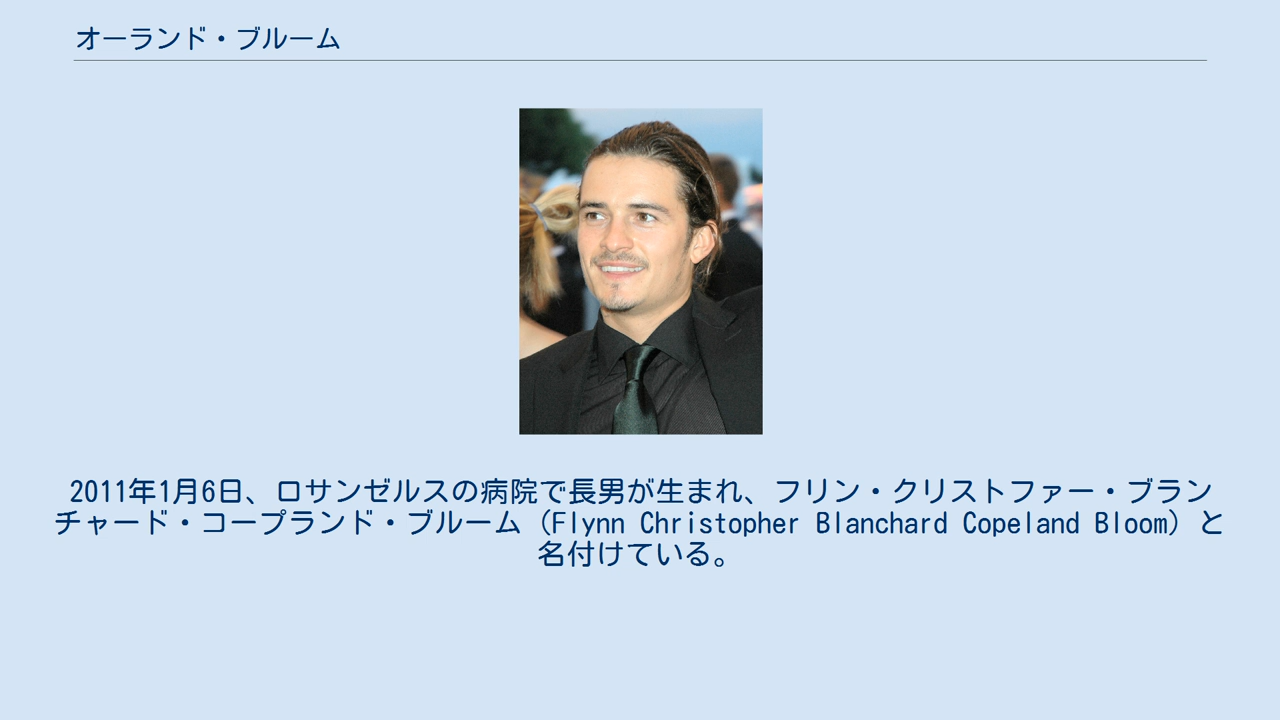 オーランド・ブルーム
2011年1月6日、ロサンゼルスの病院で長男が生まれ、フリン・クリストファー・ブラン
チャード・コープランド・ブルーム（Flynn Christopher Blanchard Copeland Bloom）と
名付けている。